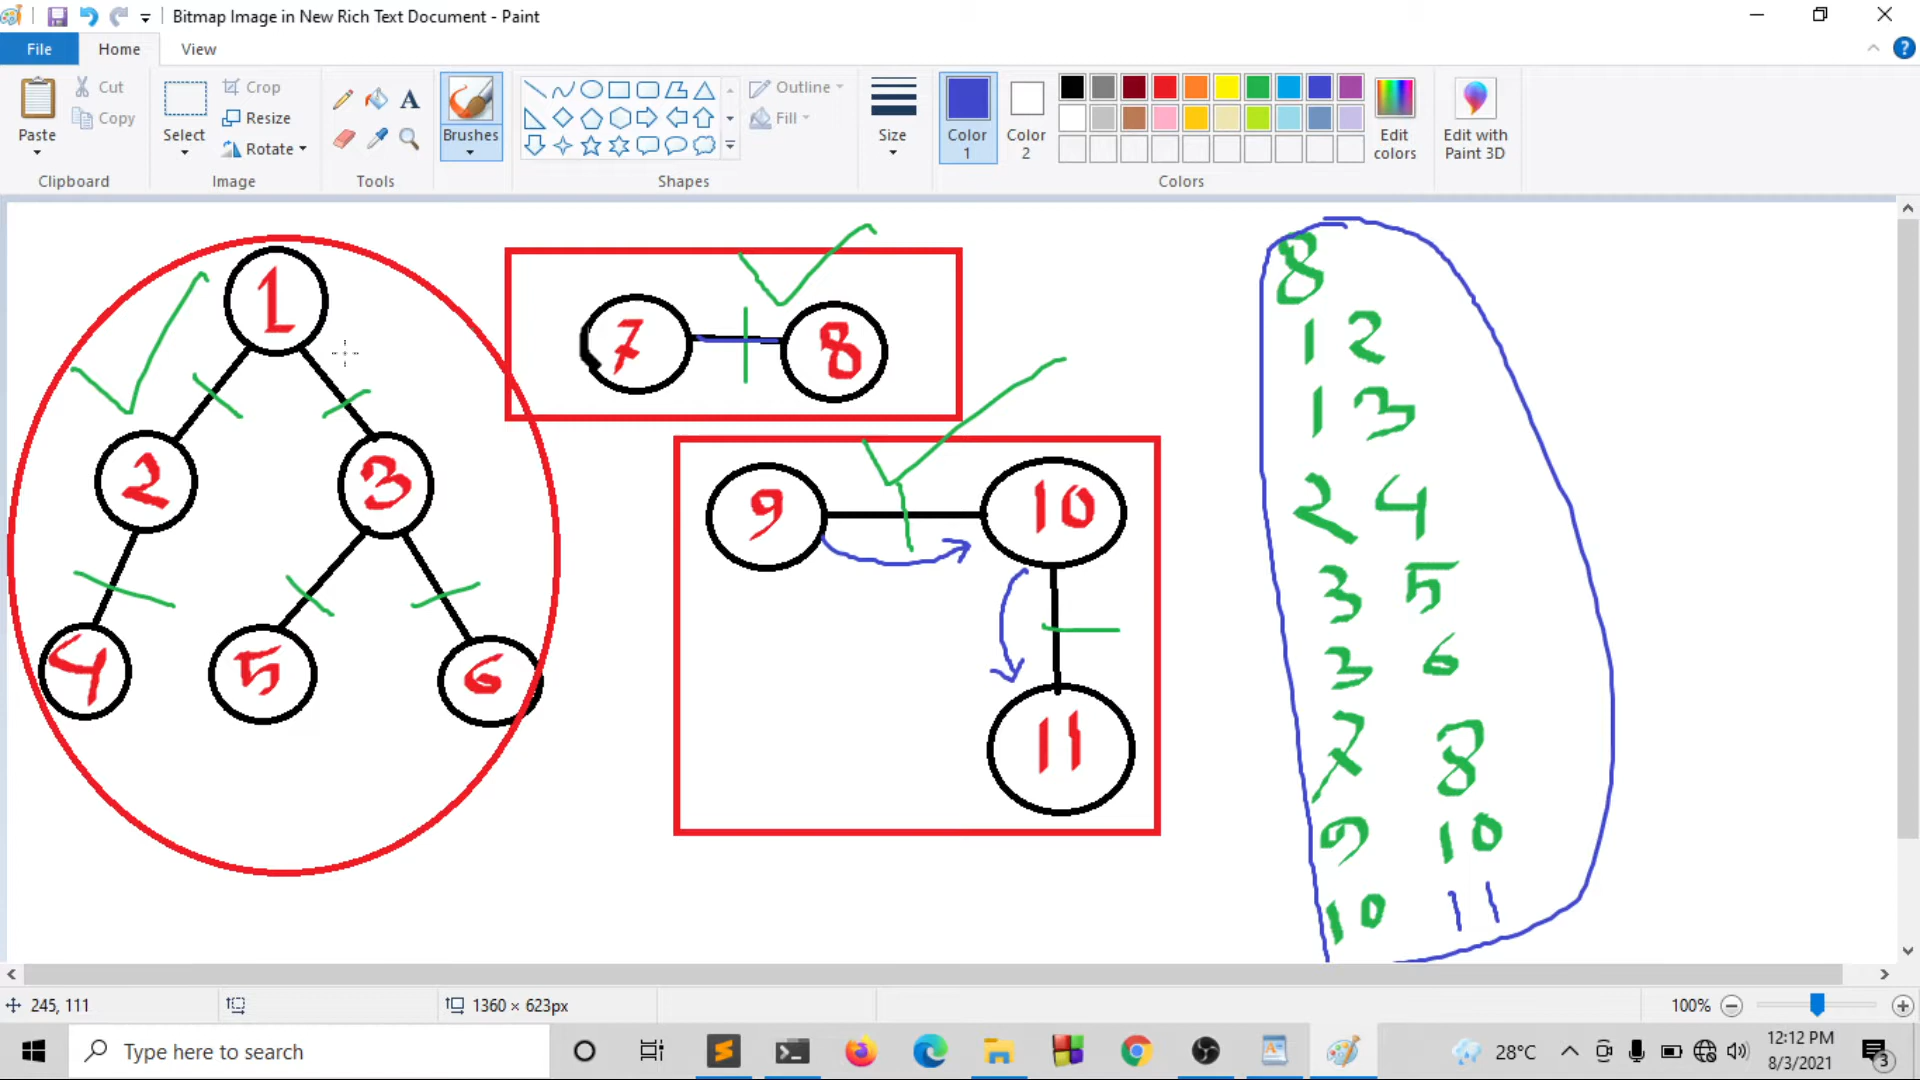 Bitmap Image in New Rich Text Document - Paint
File Home View
Paste
Cut
Copy
Clipboard
Select
Crop
Resize
Rotate
Image
A
Tools
Brushes
Outline
Fill
Shapes
Size
Color 1
Color 2
Edit colors
Edit with Paint 3D
Colors
1
2
3
4
5
6
7
8
9
10
11
8
1 2
1 3
2 4
3 5
3 6
7 8
9 10
10 11
245, 111
1360 × 623px
100%
Type here to search
28°C
12:12 PM
8/3/2021
3